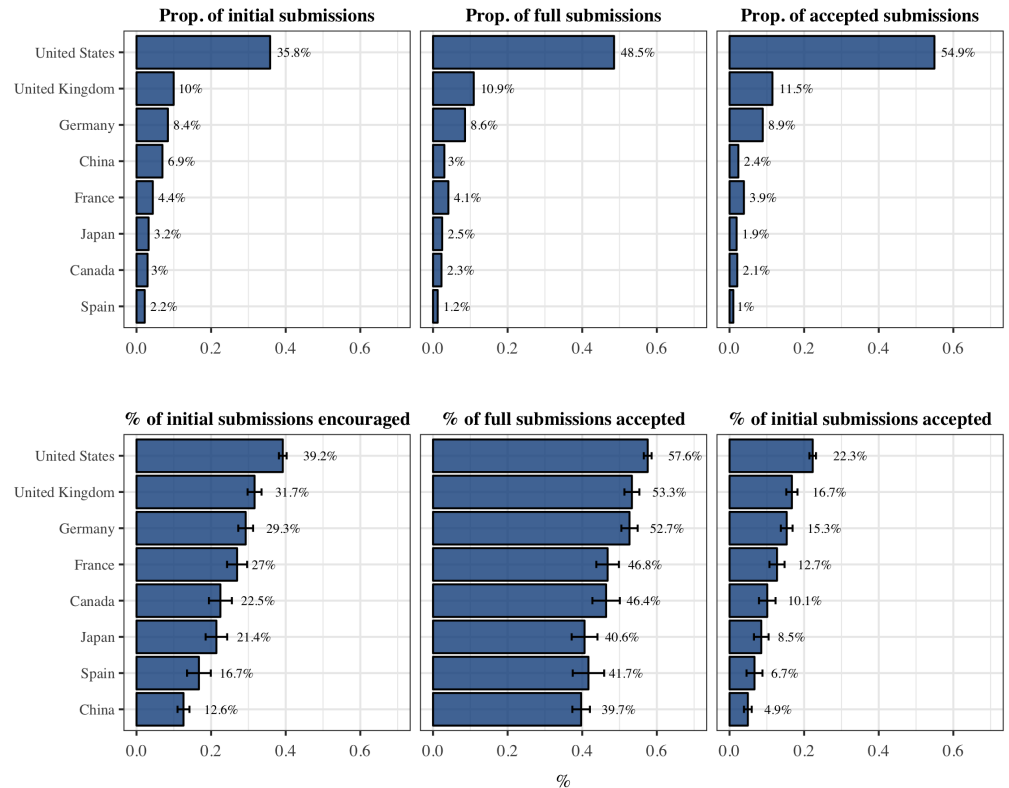 Prop. of initial submissions
Prop. of full submissions
Prop. of accepted submissions
United States 35.8% 48.5% 54.9%
United Kingdom 10% 10.9% 11.5%
Germany 8.4% 8.6% 8.9%
China 6.9% 3% 2.4%
France 4.4% 4.1% 3.9%
Japan 3.2% 2.5% 1.9%
Canada 3% 2.3% 2.1%
Spain 2.2% 1.2% 1%
0.0 0.2 0.4 0.6 0.0 0.2 0.4 0.6 0.0 0.2 0.4 0.6
% of initial submissions encouraged
% of full submissions accepted
% of initial submissions accepted
United States 39.2% 57.6% 22.3%
United Kingdom 31.7% 53.3% 16.7%
Germany 29.3% 52.7% 15.3%
France 27% 46.8% 12.7%
Canada 22.5% 46.4% 10.1%
Japan 21.4% 40.6% 8.5%
Spain 16.7% 41.7% 6.7%
China 12.6% 39.7% 4.9%
0.0 0.2 0.4 0.6 0.0 0.2 0.4 0.6 0.0 0.2 0.4 0.6
%